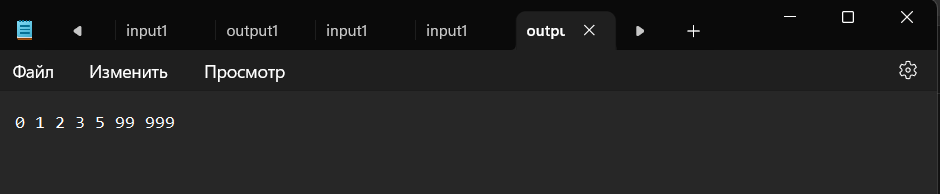 input1 output1 input1 input1 outpu
Файл Изменить Просмотр
0 1 2 3 5 99 999